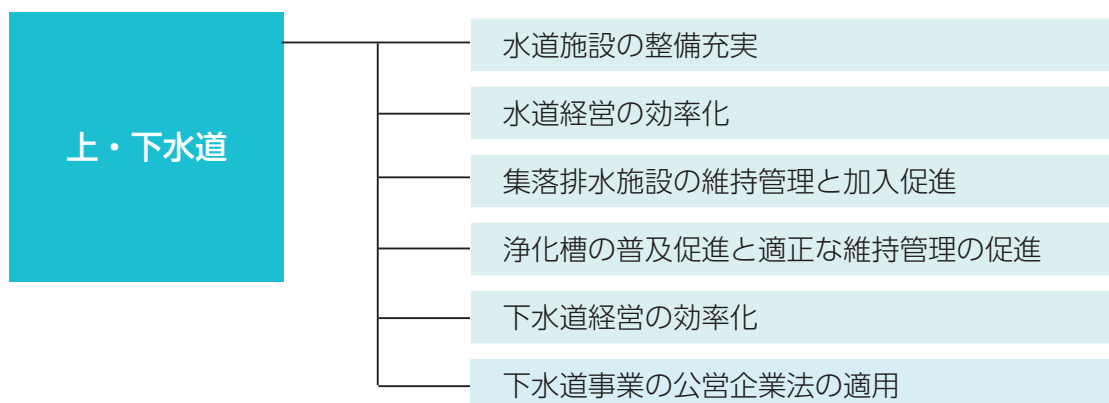 上・下水道
水道施設の整備充実
水道経営の効率化
集落排水施設の維持管理と加入促進
浄化槽の普及促進と適正な維持管理の促進
下水道経営の効率化
下水道事業の公営企業法の適用